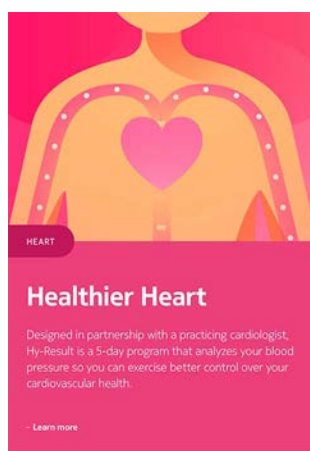 HEART
Healthier Heart
Designed in partnership with a practicing cardiologist,
Hy-Result is a 5-day program that analyzes your blood
pressure so you can exercise better control over your
cardiovascular health.
– Learn more